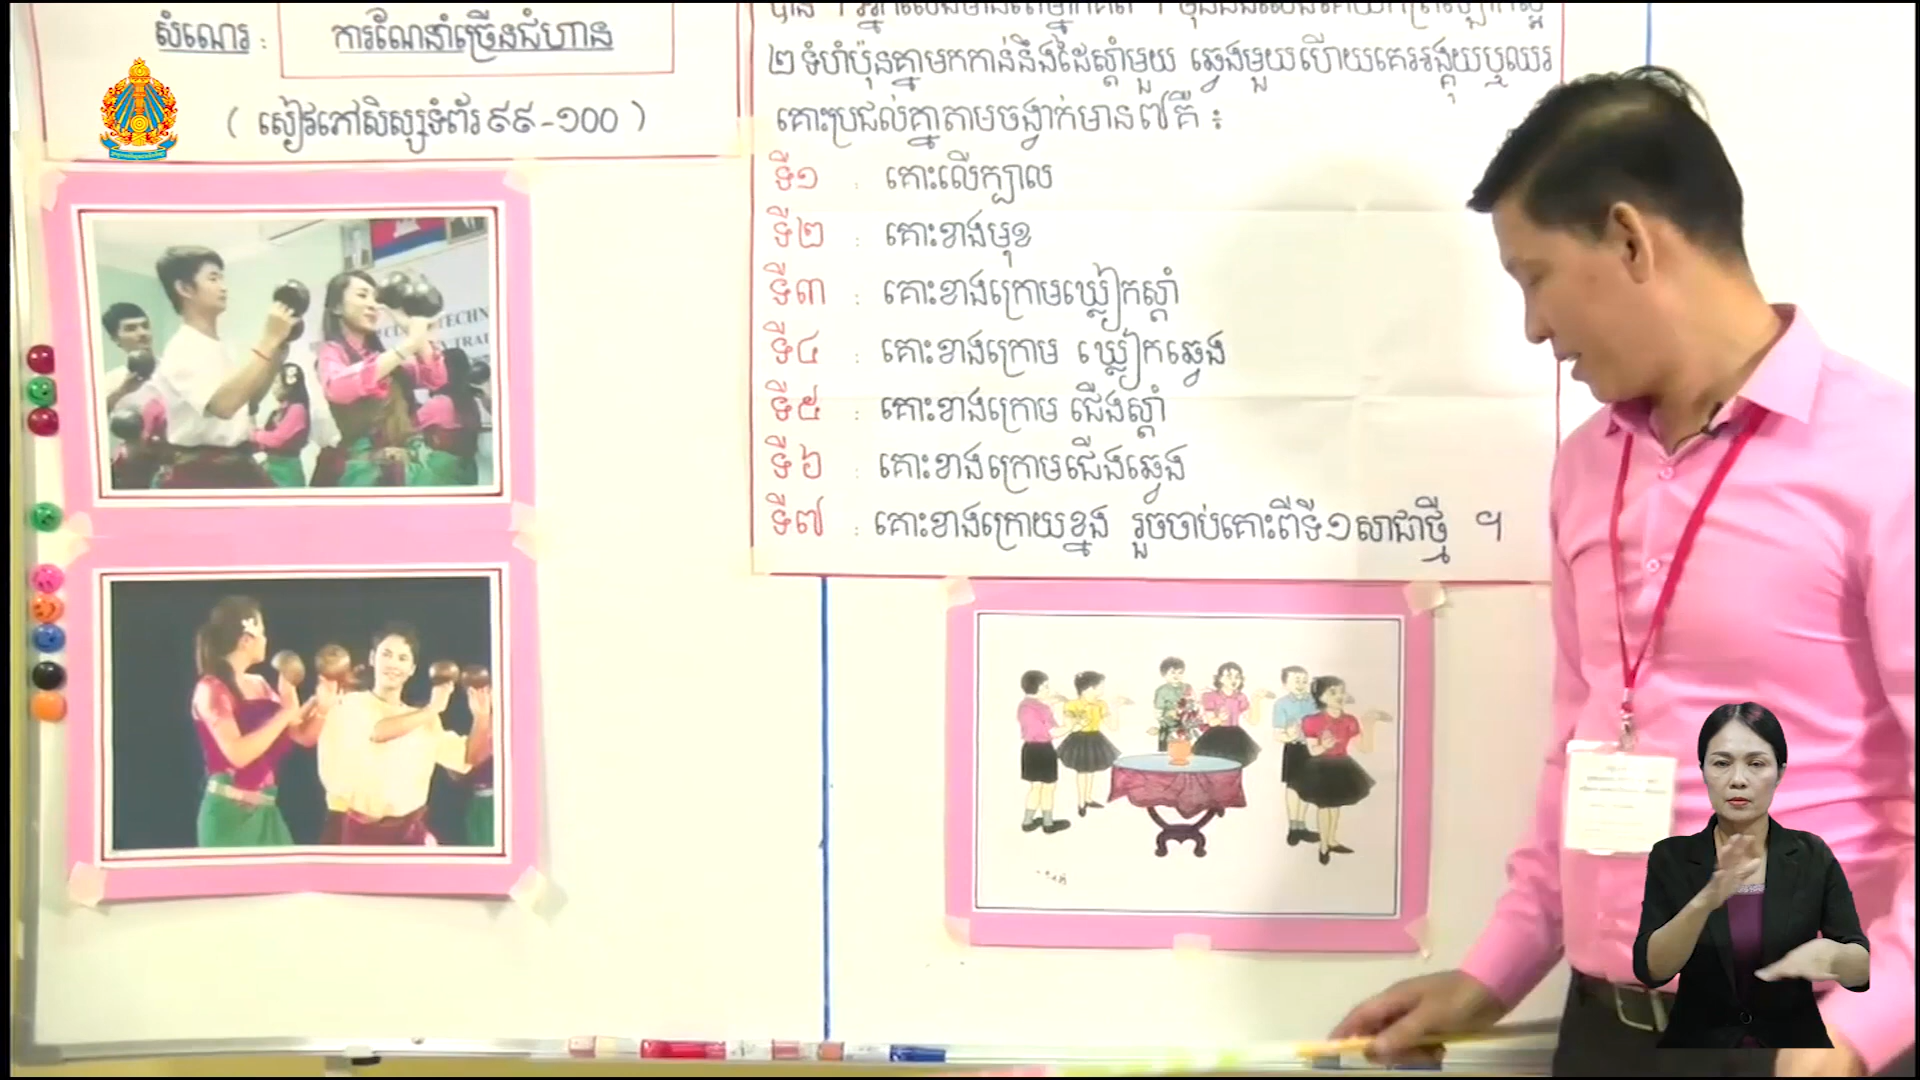 សំណេរ : ការណែនាំច្រើនជំហាន
( សៀវភៅសិស្សទំព័រ៩៩-១០០ )
២ ទំហំប៉ុនគ្នាមកកាន់នឹងដៃស្ដាំមួយ ឆ្វេងមួយហើយគេអង្គុយឬឈរ
គោះប្រជល់គ្នាតាមចង្វាក់មាន៧គឺ ៖
ទី១ : គោះលើក្បាល
ទី២ : គោះខាងមុខ
ទី៣ : គោះខាងក្រោមឃ្លៀកស្ដាំ
ទី៤ : គោះខាងក្រោម ឃ្លៀកឆ្វេង
ទី៥ : គោះខាងក្រោម ជើងស្ដាំ
ទី៦ : គោះខាងក្រោមជើងឆ្វេង
ទី៧ : គោះខាងក្រោយខ្នង រួចចាប់គោះពីទី១សាជាថ្មី ។